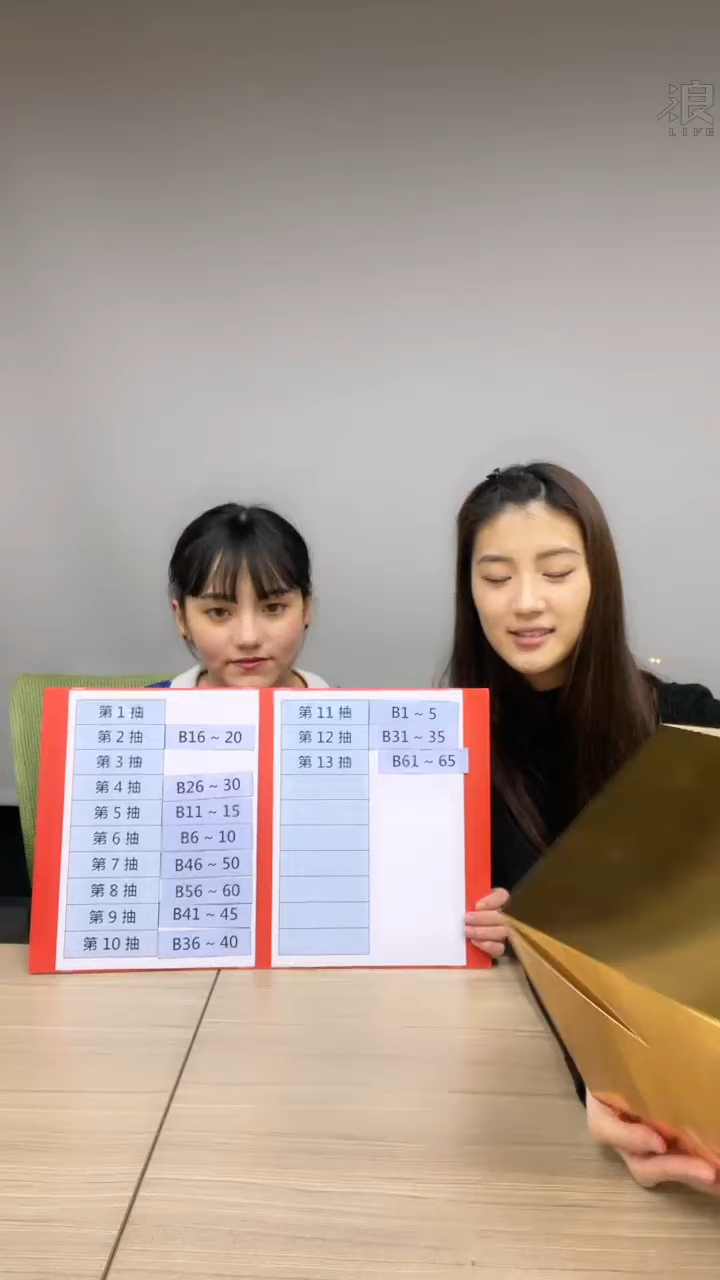 浪
LIVE
第 1 抽
第 2 抽 B16 ~ 20
第 3 抽
第 4 抽 B26 ~ 30
第 5 抽 B11 ~ 15
第 6 抽 B6 ~ 10
第 7 抽 B46 ~ 50
第 8 抽 B56 ~ 60
第 9 抽 B41 ~ 45
第 10 抽 B36 ~ 40
第 11 抽 B1 ~ 5
第 12 抽 B31 ~ 35
第 13 抽 B61 ~ 65